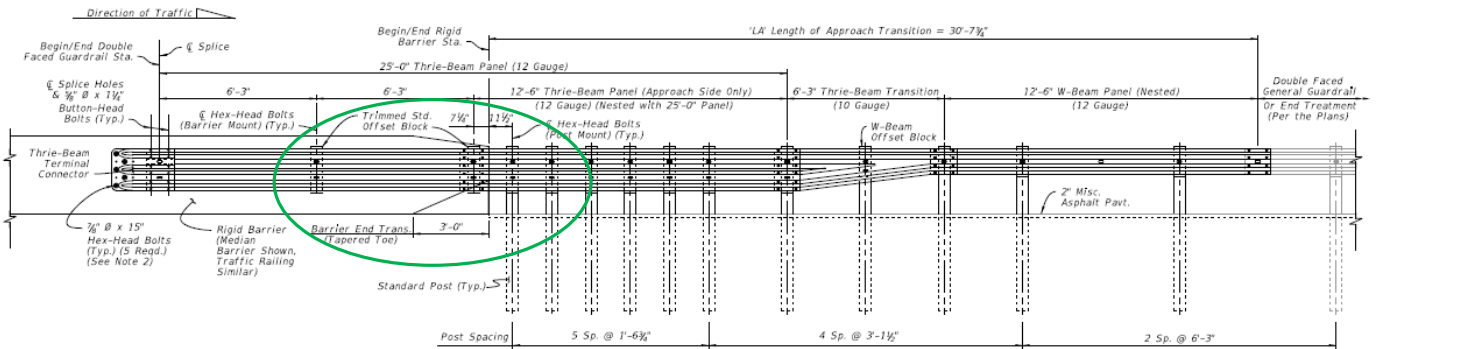 Direction of Traffic
Begin/End Double
Faced Guardrail Sta.
℄ Splice
Begin/End Rigid
Barrier Sta.
'LA' Length of Approach Transition = 30'-7¾"
25'-0" Thrie-Beam Panel (12 Gauge)
℄ Splice Holes
& ⅝" Ø x 1¼"
Button-Head
Bolts (Typ.)
6'-3"
6'-3"
12'-6" Thrie-Beam Panel (Approach Side Only)
(12 Gauge) (Nested with 25'-0" Panel)
6'-3" Thrie-Beam Transition
(10 Gauge)
12'-6" W-Beam Panel (Nested)
(12 Gauge)
Double Faced
General Guardrail
Or End Treatment
(Per the Plans)
℄ Hex-Head Bolts
(Barrier Mount) (Typ.)
Trimmed Std.
Offset Block
7¼"
11½"
℄ Hex-Head Bolts
(Post Mount) (Typ.)
W-Beam
Offset Block
Thrie-Beam
Terminal
Connector
⅞" Ø x 15"
Hex-Head Bolts
(Typ.) (5 Reqd.)
(See Note 2)
Rigid Barrier
(Median
Barrier Shown,
Traffic Railing
Similar)
Barrier End Trans.
(Tapered Toe)
3'-0"
2" Misc.
Asphalt Pavt.
Standard Post (Typ.)
Post Spacing
5 Sp. @ 1'-6¾"
4 Sp. @ 3'-1½"
2 Sp. @ 6'-3"